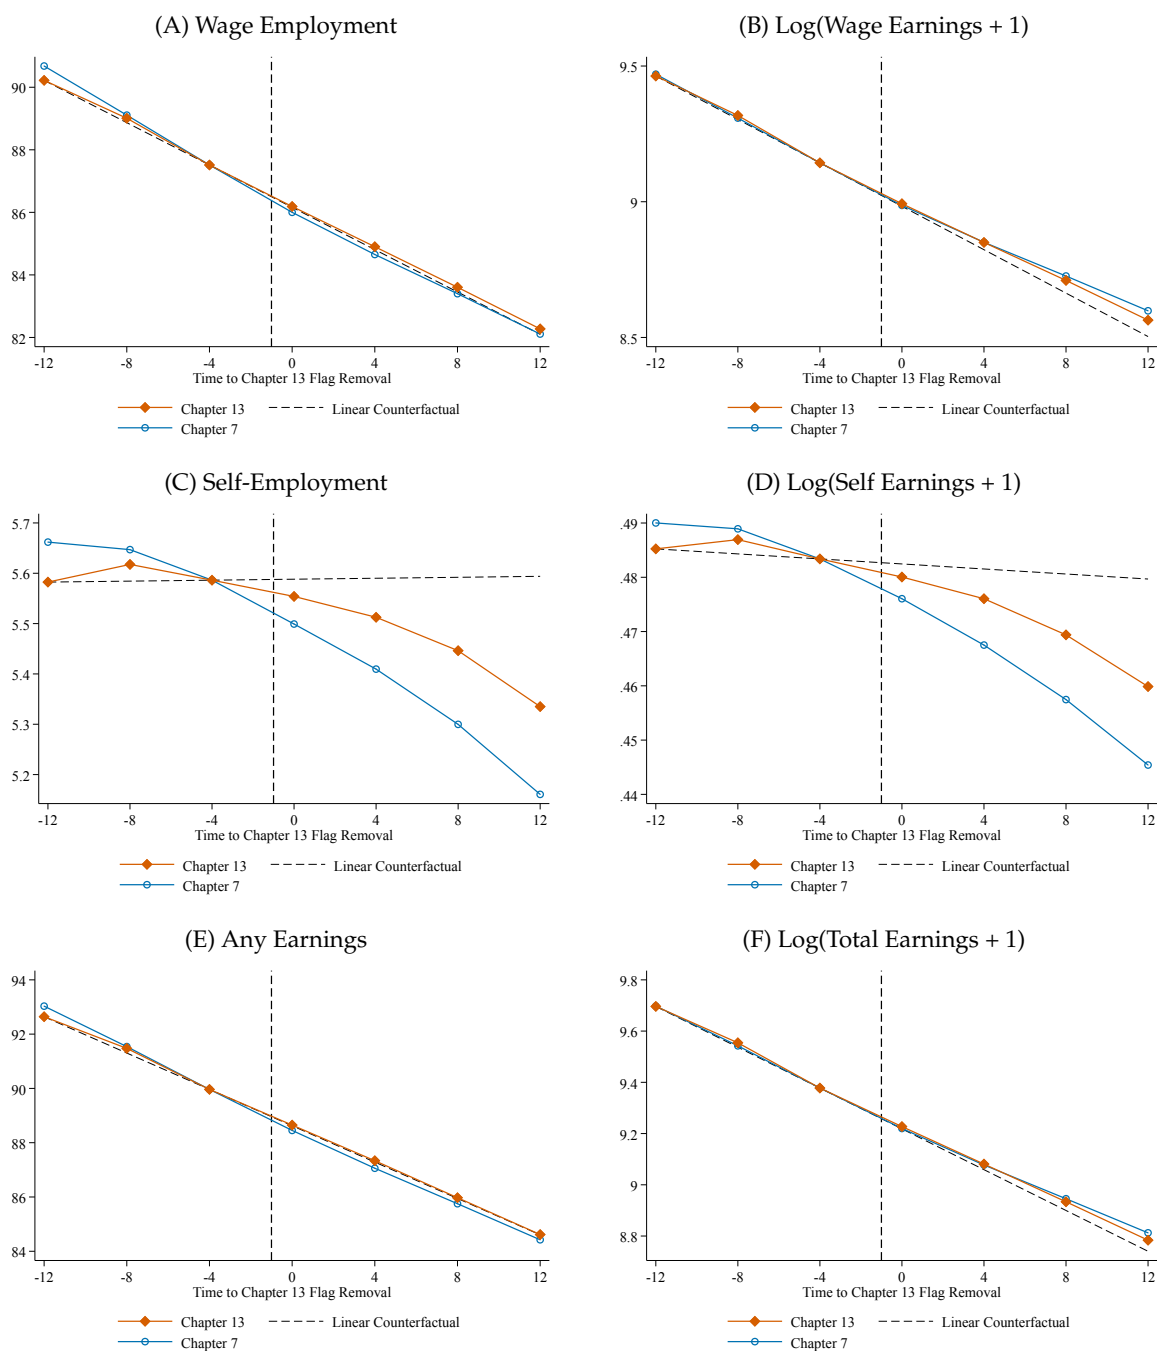 (A) Wage Employment
90
88
86
84
82
-12 -8 -4 0 4 8 12
Time to Chapter 13 Flag Removal
Chapter 13 Linear Counterfactual
Chapter 7
(B) Log(Wage Earnings + 1)
9.5
9
8.5
-12 -8 -4 0 4 8 12
Time to Chapter 13 Flag Removal
Chapter 13 Linear Counterfactual
Chapter 7
(C) Self-Employment
5.7
5.6
5.5
5.4
5.3
5.2
-12 -8 -4 0 4 8 12
Time to Chapter 13 Flag Removal
Chapter 13 Linear Counterfactual
Chapter 7
(D) Log(Self Earnings + 1)
.49
.48
.47
.46
.45
.44
-12 -8 -4 0 4 8 12
Time to Chapter 13 Flag Removal
Chapter 13 Linear Counterfactual
Chapter 7
(E) Any Earnings
94
92
90
88
86
84
-12 -8 -4 0 4 8 12
Time to Chapter 13 Flag Removal
Chapter 13 Linear Counterfactual
Chapter 7
(F) Log(Total Earnings + 1)
9.8
9.6
9.4
9.2
9
8.8
-12 -8 -4 0 4 8 12
Time to Chapter 13 Flag Removal
Chapter 13 Linear Counterfactual
Chapter 7